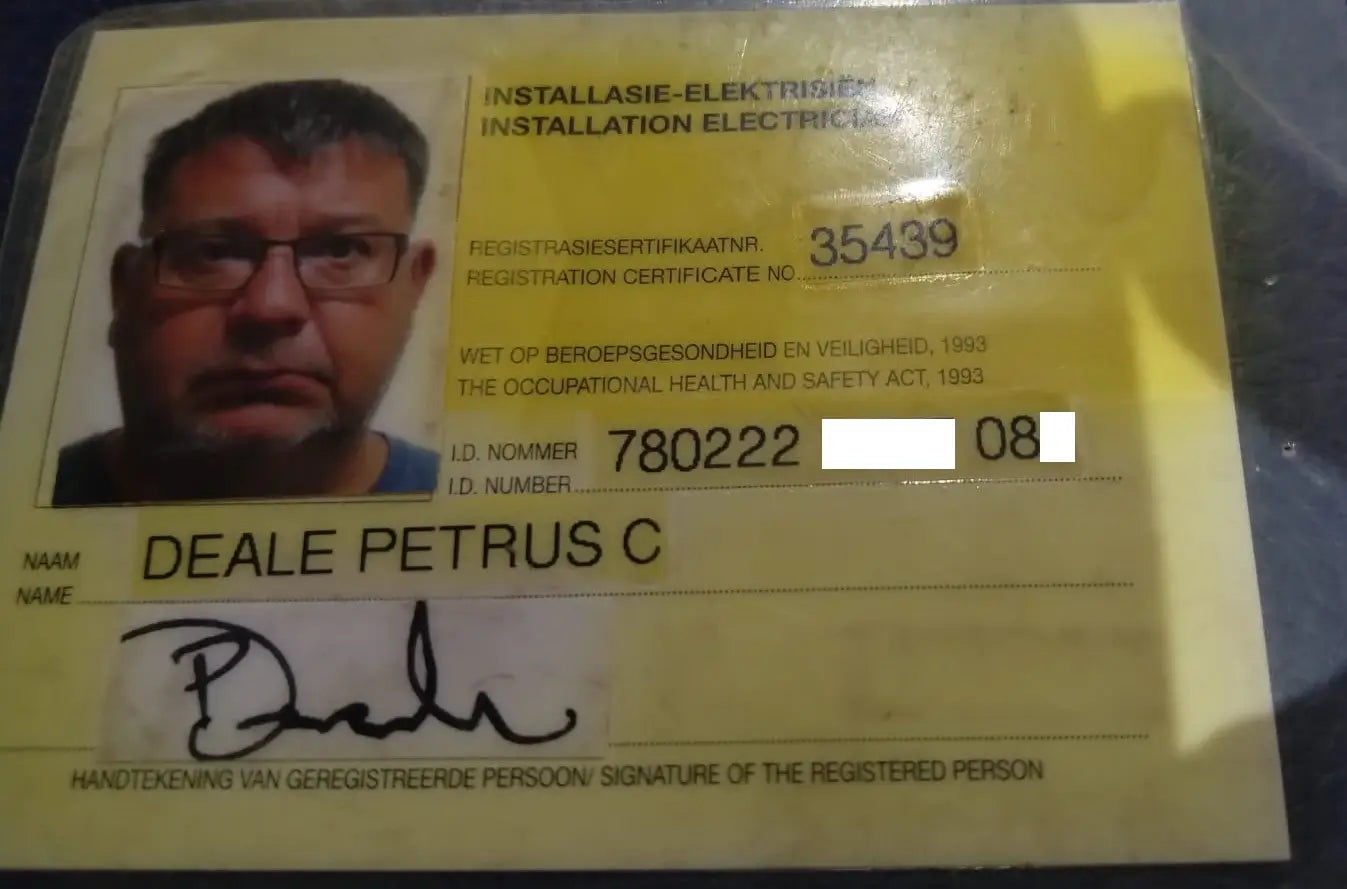 INSTALLASIE-ELEKTRISIËN
INSTALLATION ELECTRICIAN
REGISTRASIESERTIFIKAATNR.
REGISTRATION CERTIFICATE NO. 35439
WET OP BEROEPSGESONDHEID EN VEILIGHEID, 1993
THE OCCUPATIONAL HEALTH AND SAFETY ACT, 1993
I.D. NOMMER 780222 08
I.D. NUMBER
NAAM DEALE PETRUS C
NAME
P Deale
HANDTEKENING VAN GEREGISTREERDE PERSOON/ SIGNATURE OF THE REGISTERED PERSON